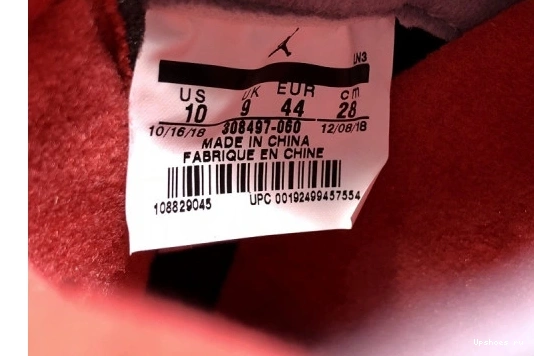 LN3
US UK EUR cm
10 9 44 28
10/16/18 308497-060 12/08/18
MADE IN CHINA
FABRIQUE EN CHINE
108829045 UPC 00192499457554